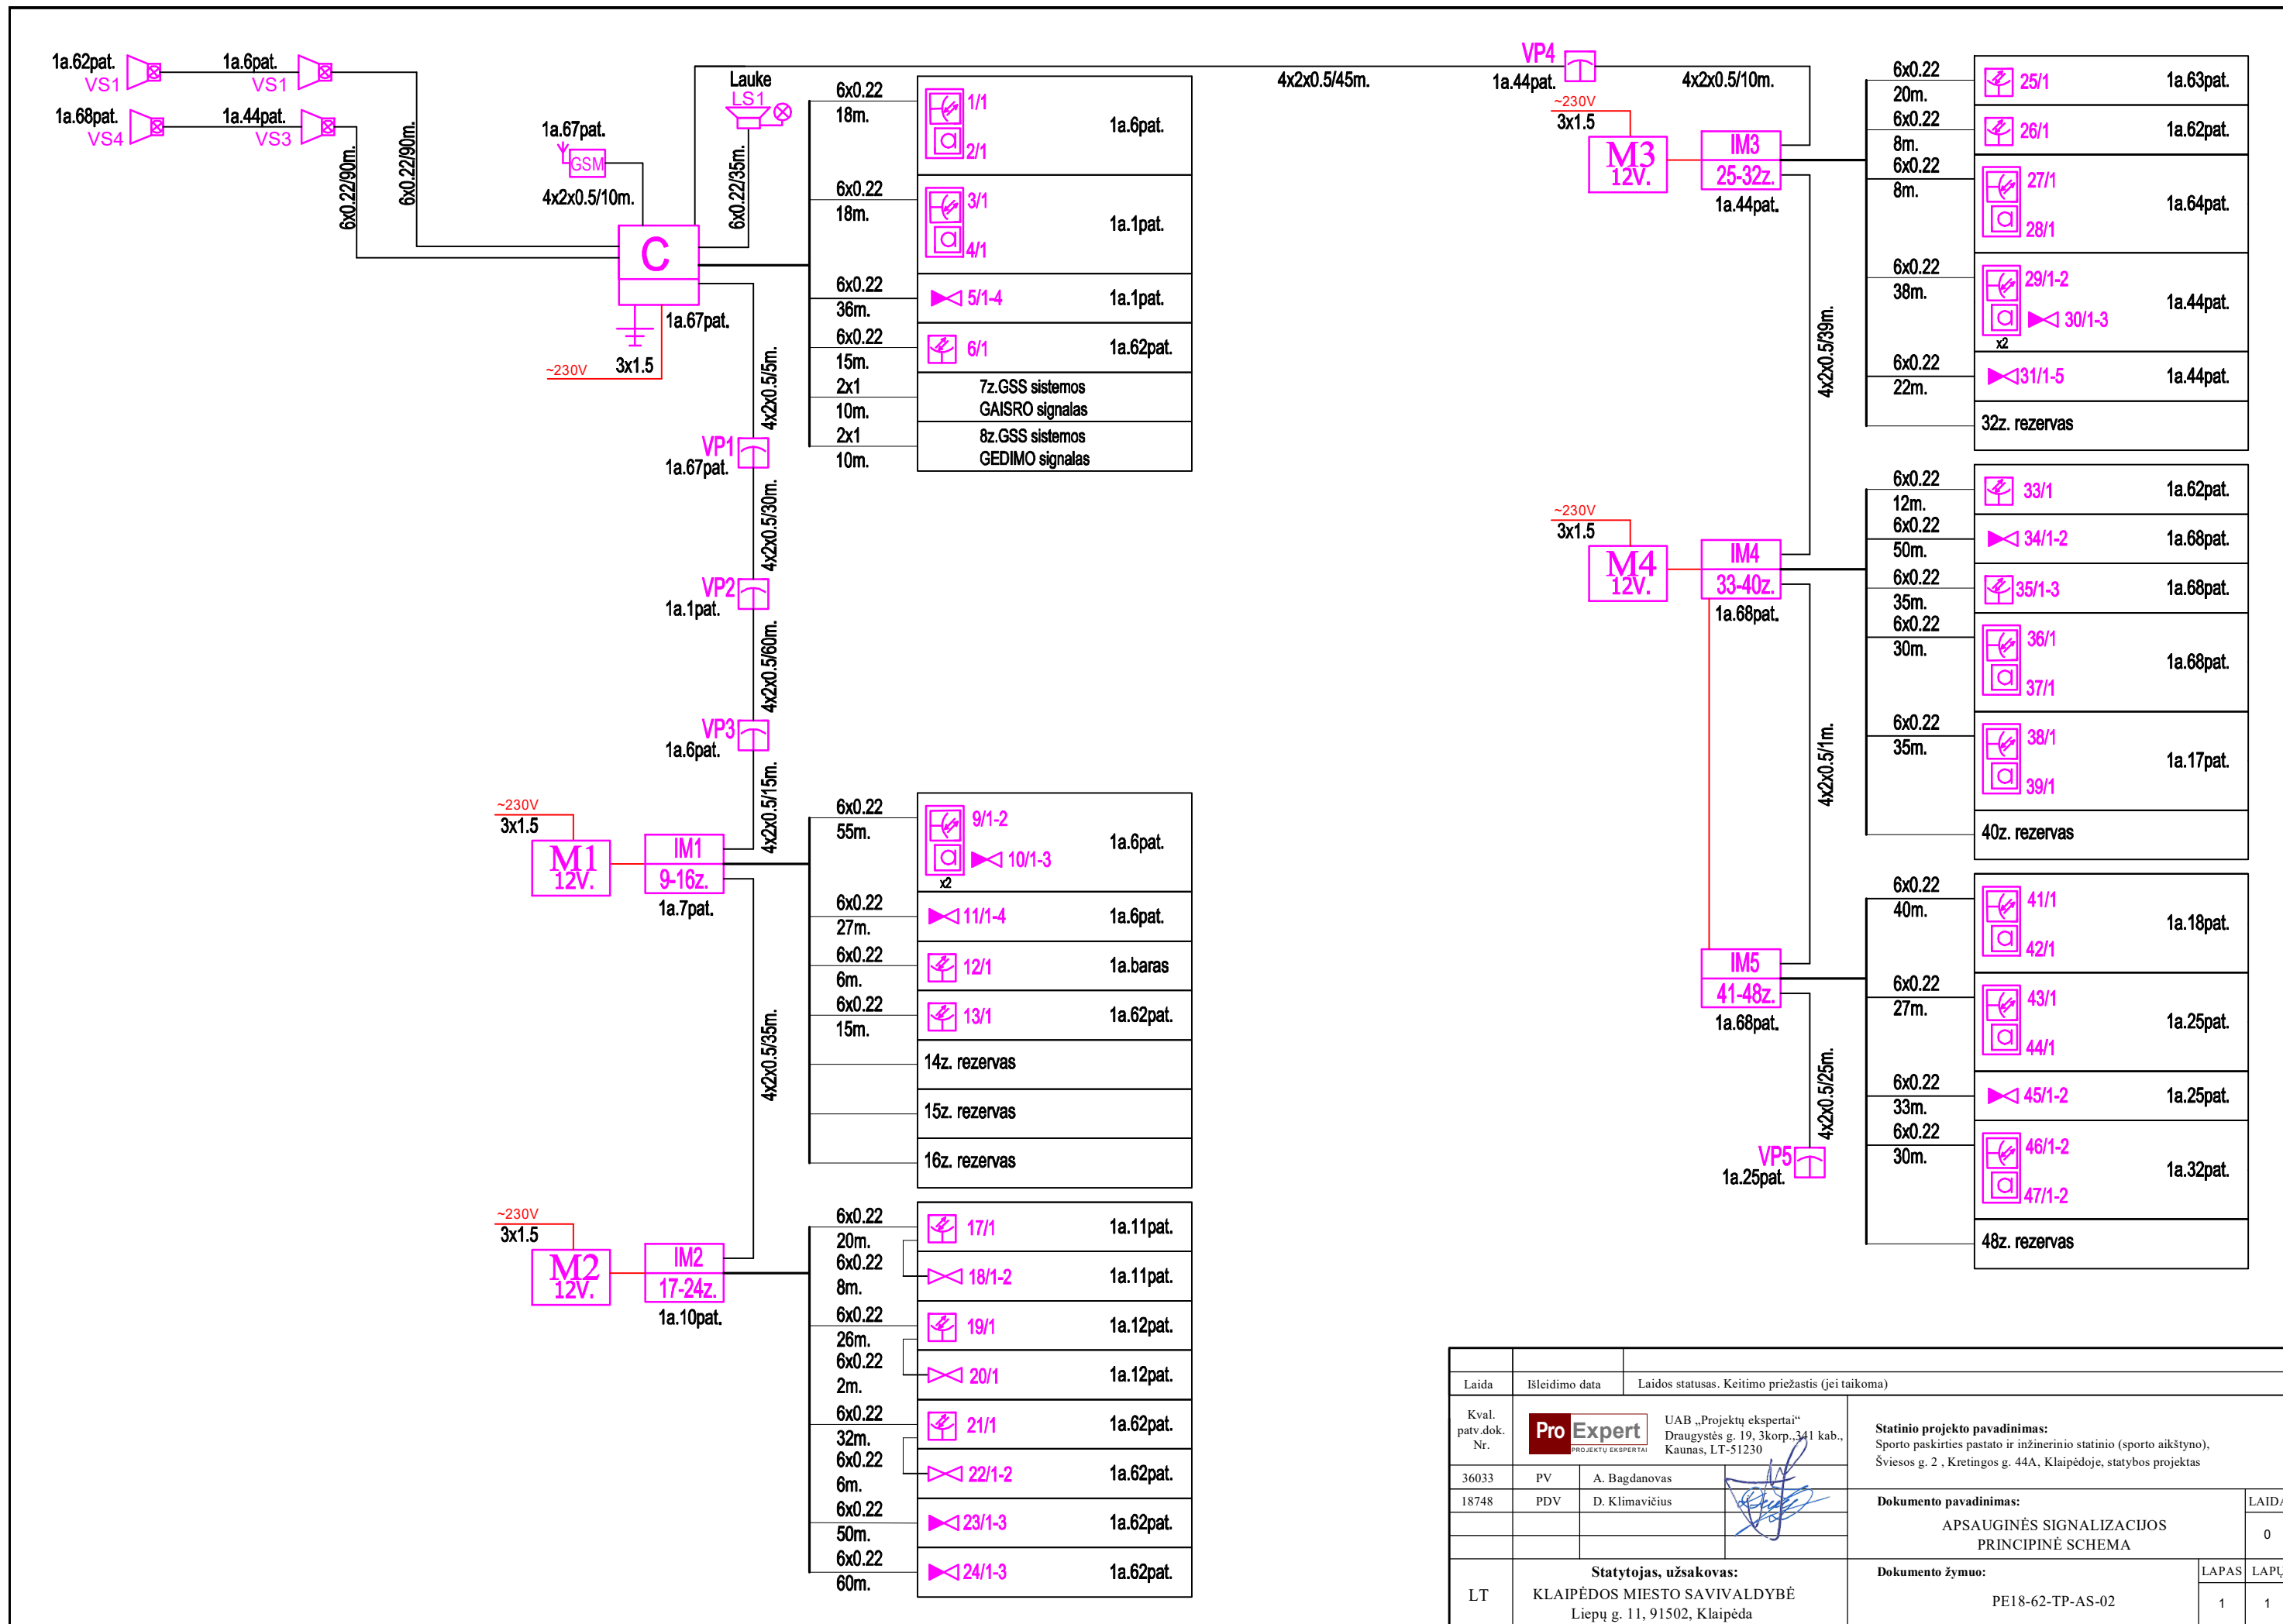 1a.62pat.
VS1
1a.6pat.
VS1
1a.68pat.
VS4
1a.44pat.
VS3
6x0.22/90m.
6x0.22/90m.
1a.67pat.
GSM
4x2x0.5/10m.
Lauke
LS1
6x0.22/35m.
C
1a.67pat.
3x1.5
~230V
4x2x0.5/5m.
VP1
1a.67pat.
4x2x0.5/30m.
VP2
1a.1pat.
4x2x0.5/60m.
VP3
1a.6pat.
4x2x0.5/15m.
6x0.22
18m.
1/1
2/1
1a.6pat.
6x0.22
18m.
3/1
4/1
1a.1pat.
6x0.22
36m.
5/1-4
1a.1pat.
6x0.22
15m.
6/1
1a.62pat.
2x1
10m.
7z.GSS sistemos
GAISRO signalas
2x1
10m.
8z.GSS sistemos
GEDIMO signalas
~230V
3x1.5
M1
12V.
IM1
9-16z.
1a.7pat.
6x0.22
55m.
9/1-2
10/1-3
x2
1a.6pat.
6x0.22
27m.
11/1-4
1a.6pat.
6x0.22
6m.
12/1
1a.baras
6x0.22
15m.
13/1
1a.62pat.
14z. rezervas
15z. rezervas
16z. rezervas
4x2x0.5/35m.
~230V
3x1.5
M2
12V.
IM2
17-24z.
1a.10pat.
6x0.22
20m.
17/1
1a.11pat.
6x0.22
8m.
18/1-2
1a.11pat.
6x0.22
26m.
19/1
1a.12pat.
6x0.22
2m.
20/1
1a.12pat.
6x0.22
32m.
21/1
1a.62pat.
6x0.22
6m.
22/1-2
1a.62pat.
6x0.22
50m.
23/1-3
1a.62pat.
6x0.22
60m.
24/1-3
1a.62pat.
4x2x0.5/45m.
VP4
1a.44pat.
4x2x0.5/10m.
~230V
3x1.5
M3
12V.
IM3
25-32z.
1a.44pat.
6x0.22
20m.
25/1
1a.63pat.
6x0.22
8m.
26/1
1a.62pat.
6x0.22
8m.
27/1
28/1
1a.64pat.
6x0.22
38m.
29/1-2
30/1-3
x2
1a.44pat.
6x0.22
22m.
31/1-5
1a.44pat.
32z. rezervas
4x2x0.5/39m.
~230V
3x1.5
M4
12V.
IM4
33-40z.
1a.68pat.
6x0.22
12m.
33/1
1a.62pat.
6x0.22
50m.
34/1-2
1a.68pat.
6x0.22
35m.
35/1-3
1a.68pat.
6x0.22
30m.
36/1
37/1
1a.68pat.
6x0.22
35m.
38/1
39/1
1a.17pat.
40z. rezervas
4x2x0.5/1m.
IM5
41-48z.
1a.68pat.
6x0.22
40m.
41/1
42/1
1a.18pat.
6x0.22
27m.
43/1
44/1
1a.25pat.
6x0.22
33m.
45/1-2
1a.25pat.
6x0.22
30m.
46/1-2
47/1-2
1a.32pat.
48z. rezervas
4x2x0.5/25m.
VP5
1a.25pat.
Laida
Išleidimo data
Laidos statusas. Keitimo priežastis (jei taikoma)
Kval.
patv.dok.
Nr.
Pro Expert
PROJEKTŲ EKSPERTAI
UAB „Projektų ekspertai“
Draugystės g. 19, 3korp.,341 kab.,
Kaunas, LT-51230
Statinio projekto pavadinimas:
Sporto paskirties pastato ir inžinerinio statinio (sporto aikštyno),
Šviesos g. 2 , Kretingos g. 44A, Klaipėdoje, statybos projektas
36033 PV A. Bagdanovas
18748 PDV D. Klimavičius
Dokumento pavadinimas:
LAIDA
APSAUGINĖS SIGNALIZACIJOS
PRINCIPINĖ SCHEMA
0
LT
Statytojas, užsakovas:
KLAIPĖDOS MIESTO SAVIVALDYBĖ
Liepų g. 11, 91502, Klaipėda
Dokumento žymuo:
PE18-62-TP-AS-02
LAPAS
LAPŲ
1
1